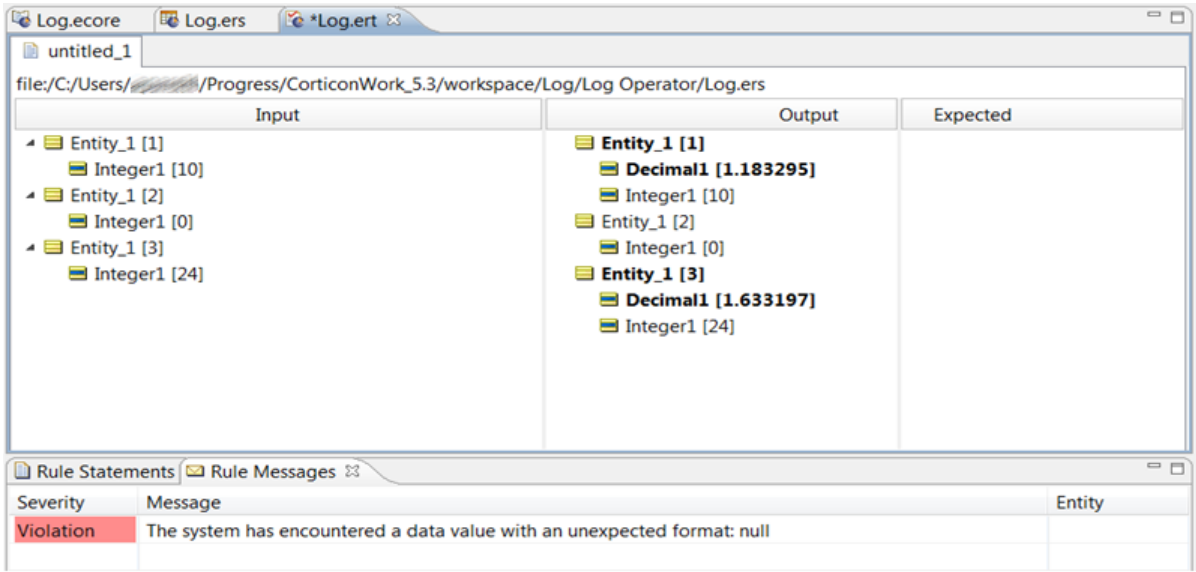 Log.ecore Log.ers *Log.ert
untitled_1
file:/C:/Users/ /Progress/CorticonWork_5.3/workspace/Log/Log Operator/Log.ers
Input Output Expected
Entity_1 [1] Entity_1 [1]
Integer1 [10] Decimal1 [1.183295]
Entity_1 [2] Integer1 [10]
Integer1 [0] Entity_1 [2]
Entity_1 [3] Integer1 [0]
Integer1 [24] Entity_1 [3]
Decimal1 [1.633197]
Integer1 [24]
Rule Statements Rule Messages
Severity Message Entity
Violation The system has encountered a data value with an unexpected format: null